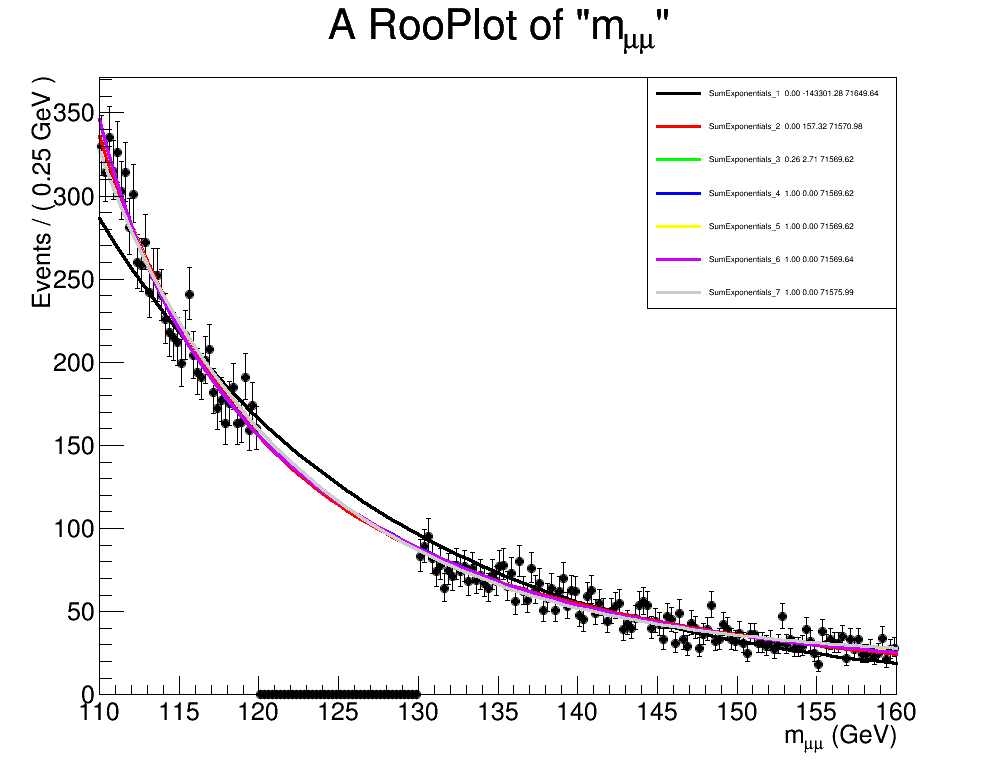 A RooPlot of "mμμ"
Events / ( 0.25 GeV )
350
300
250
200
150
100
50
0
110 115 120 125 130 135 140 145 150 155 160
mμμ (GeV)
SumExponentials_1 0.00 -143301.28 71649.64
SumExponentials_2 0.00 157.32 71570.98
SumExponentials_3 0.26 2.71 71569.62
SumExponentials_4 1.00 0.00 71569.62
SumExponentials_5 1.00 0.00 71569.62
SumExponentials_6 1.00 0.00 71569.64
SumExponentials_7 1.00 0.00 71575.99